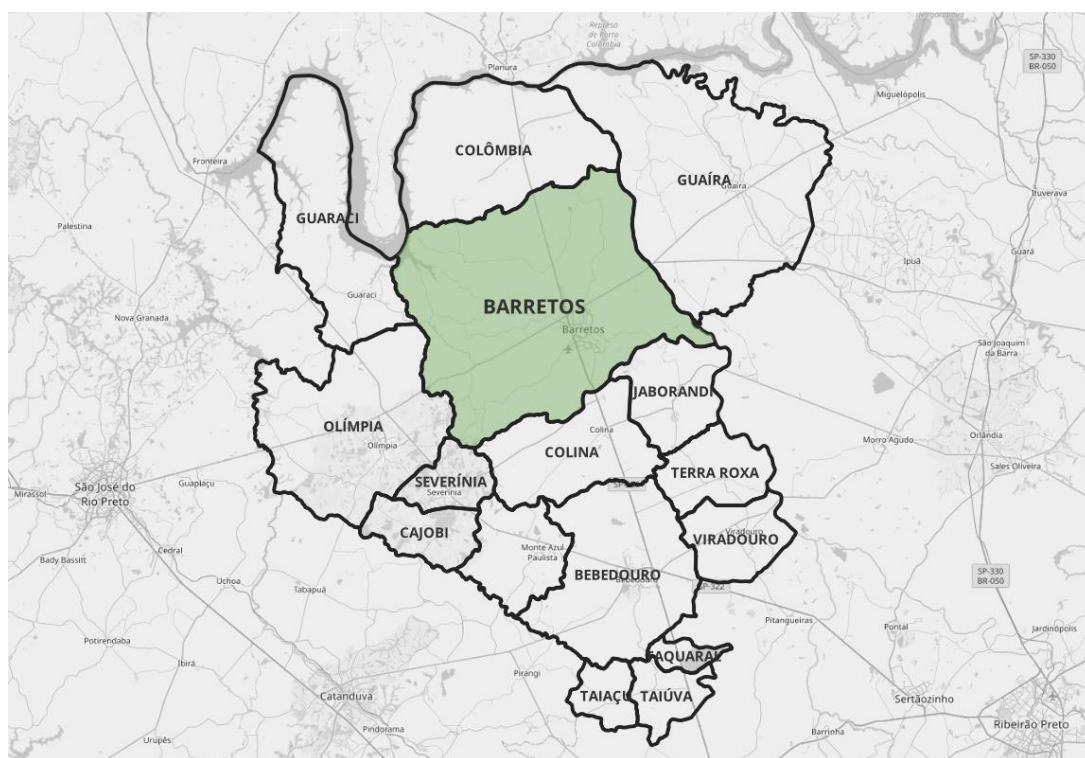 Represa
de Porto
Colômbia
SP-330
BR-050
Planura
Miguelópolis
COLÔMBIA
Fronteira
GUAÍRA
Guaíra
Ituverava
GUARACI
Palestina
Guará
Ipuã
Guaraci
BARRETOS
Nova Granada
Barretos
São Joaquim
da Barra
JABORANDI
OLÍMPIA
Olímpia
Colina
Orlândia
Morro Agudo
COLINA
TERRA ROXA
Sales Oliveira
SEVERÍNIA
Severínia
Guapiaçu
Mirassol
São José do
Rio Preto
CAJOBI
Viradouro
VIRADOURO
Monte Azul
Paulista
Cedral
Bady Bassitt
BEBEDOURO
Bebedouro
SP-330
BR-050
Uchoa
Tabapuã
SP-322
Pitangueiras
Pontal
Jardinópolis
Potirendaba
Ibirá
TAQUARAL
Pirangi
Catanduva
TAIAÇU
TAIÚVA
Sertãozinho
Ribeirão Preto
Pindorama
Barrinha
Urupês